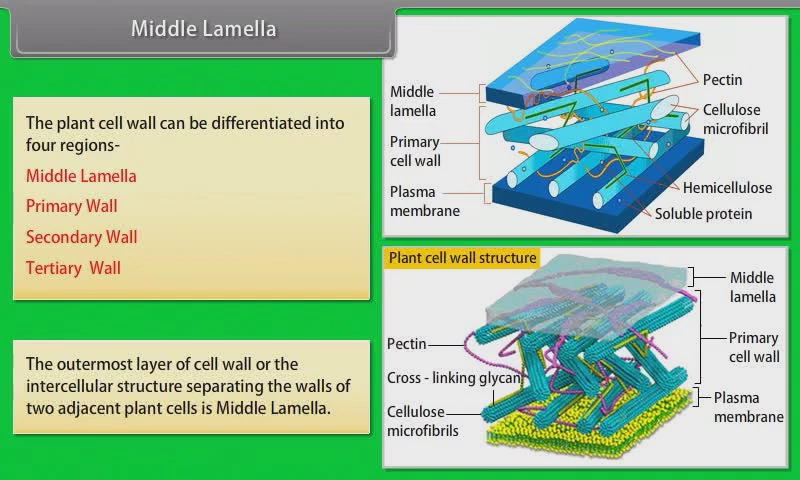 Middle Lamella
The plant cell wall can be differentiated into
four regions-
Middle Lamella
Primary Wall
Secondary Wall
Tertiary Wall
The outermost layer of cell wall or the
intercellular structure separating the walls of
two adjacent plant cells is Middle Lamella.
Middle
lamella
Primary
cell wall
Plasma
membrane
Pectin
Cellulose
microfibril
Hemicellulose
Soluble protein
Plant cell wall structure
Pectin
Cross - linking glycan
Cellulose
microfibrils
Middle
lamella
Primary
cell wall
Plasma
membrane